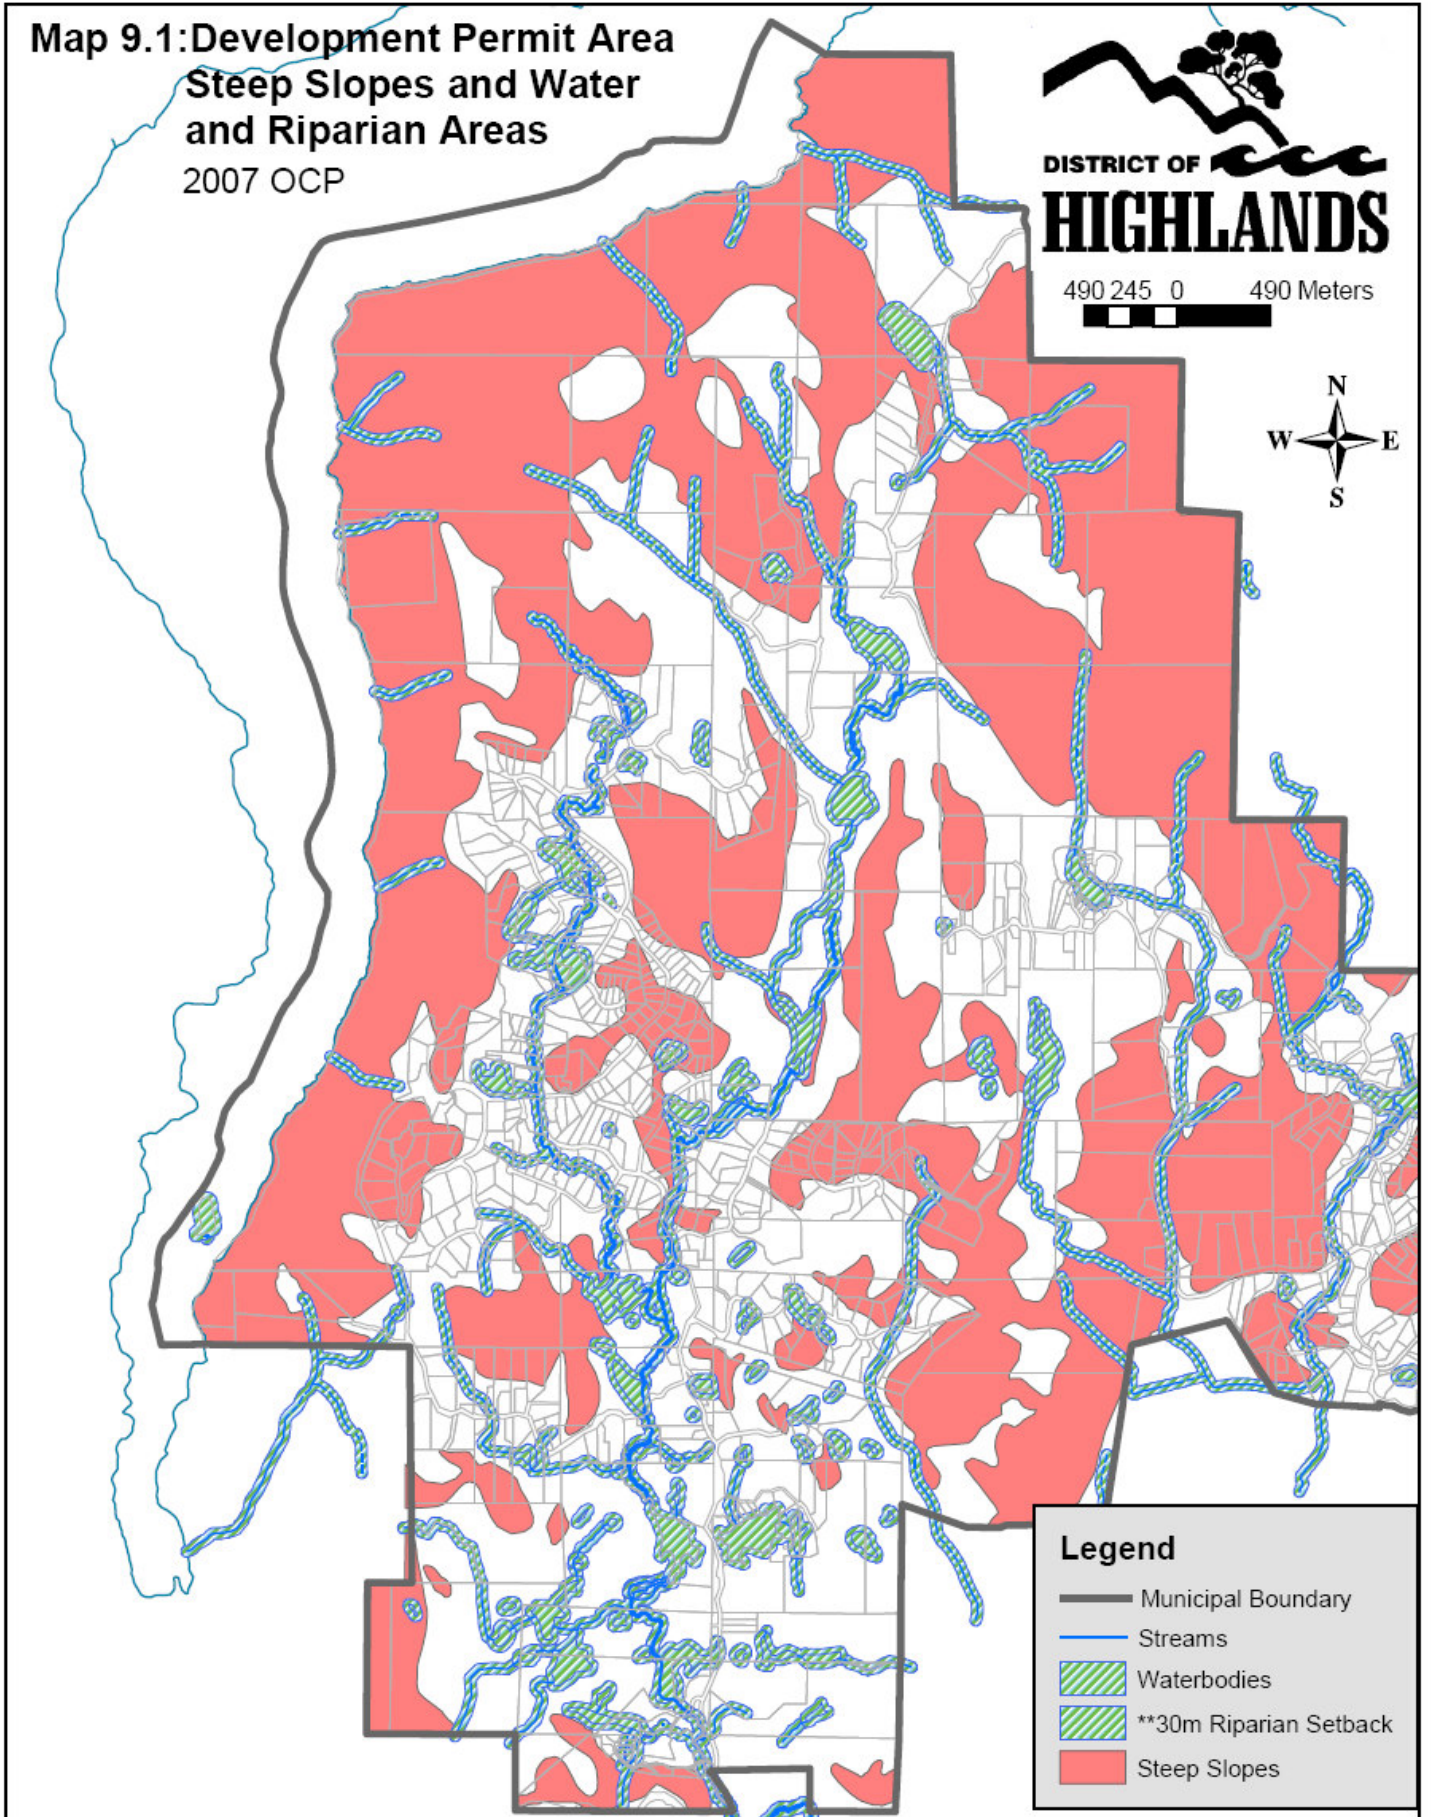 Map 9.1:Development Permit Area
Steep Slopes and Water
and Riparian Areas
2007 OCP
DISTRICT OF
HIGHLANDS
490 245 0 490 Meters
N
W E
S
Legend
Municipal Boundary
Streams
Waterbodies
**30m Riparian Setback
Steep Slopes